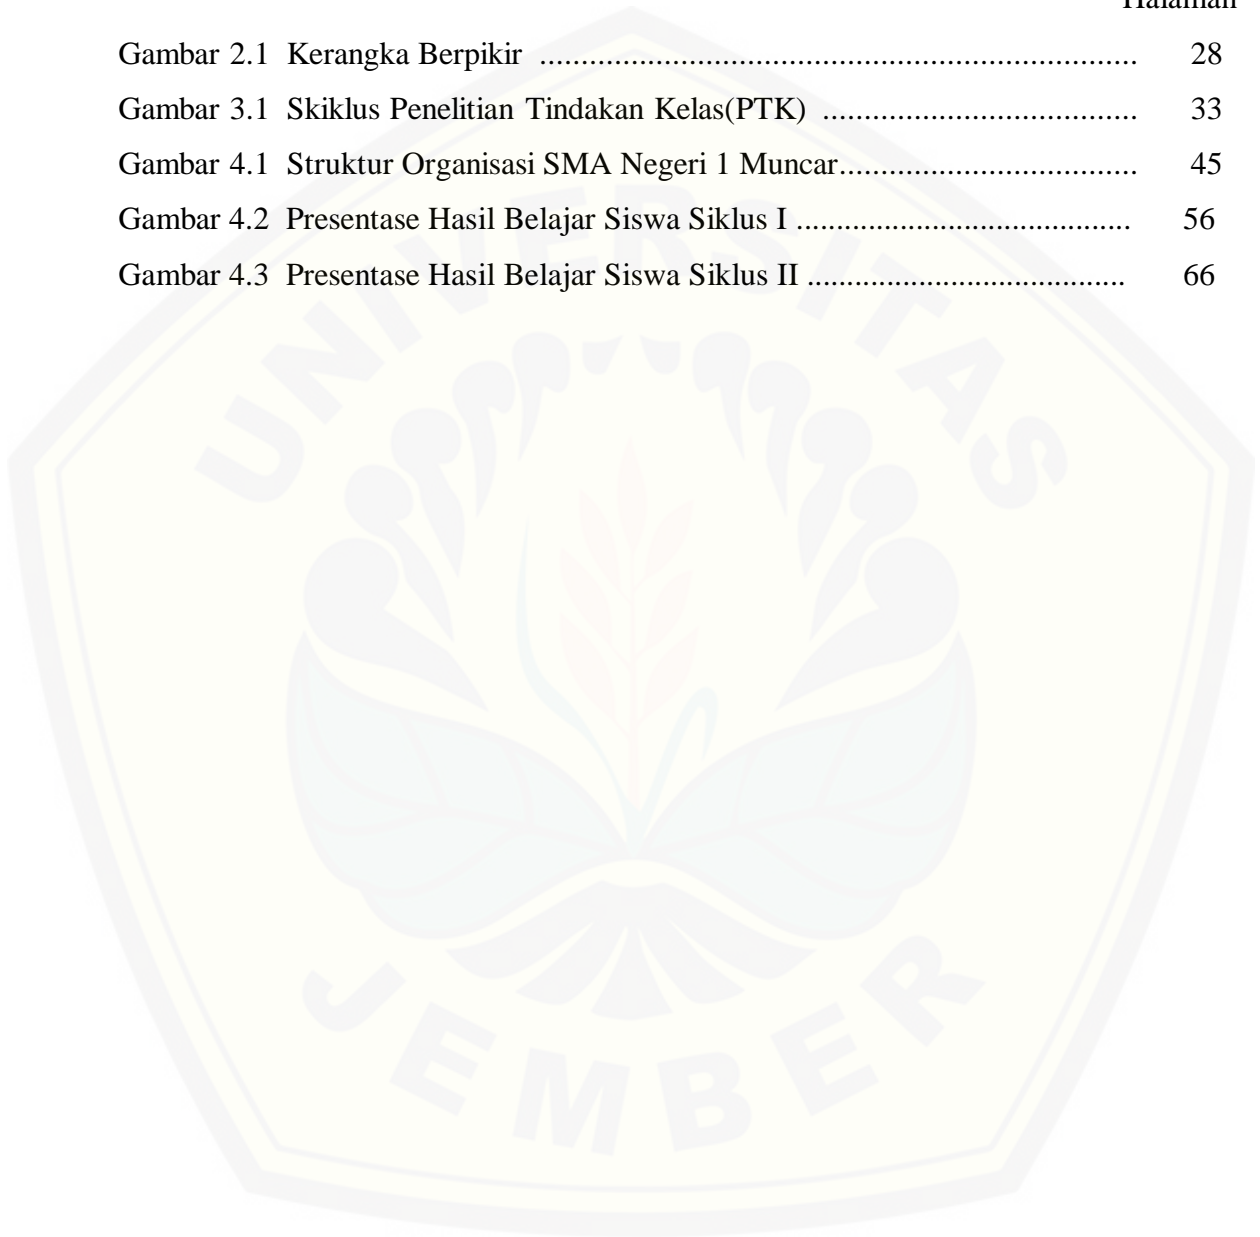 Halaman
Gambar 2.1 Kerangka Berpikir .......................................................................... 28
Gambar 3.1 Skiklus Penelitian Tindakan Kelas(PTK) ....................................... 33
Gambar 4.1 Struktur Organisasi SMA Negeri 1 Muncar..................................... 45
Gambar 4.2 Presentase Hasil Belajar Siswa Siklus I .......................................... 56
Gambar 4.3 Presentase Hasil Belajar Siswa Siklus II ........................................ 66
UNIVERSITAS
JEMBER